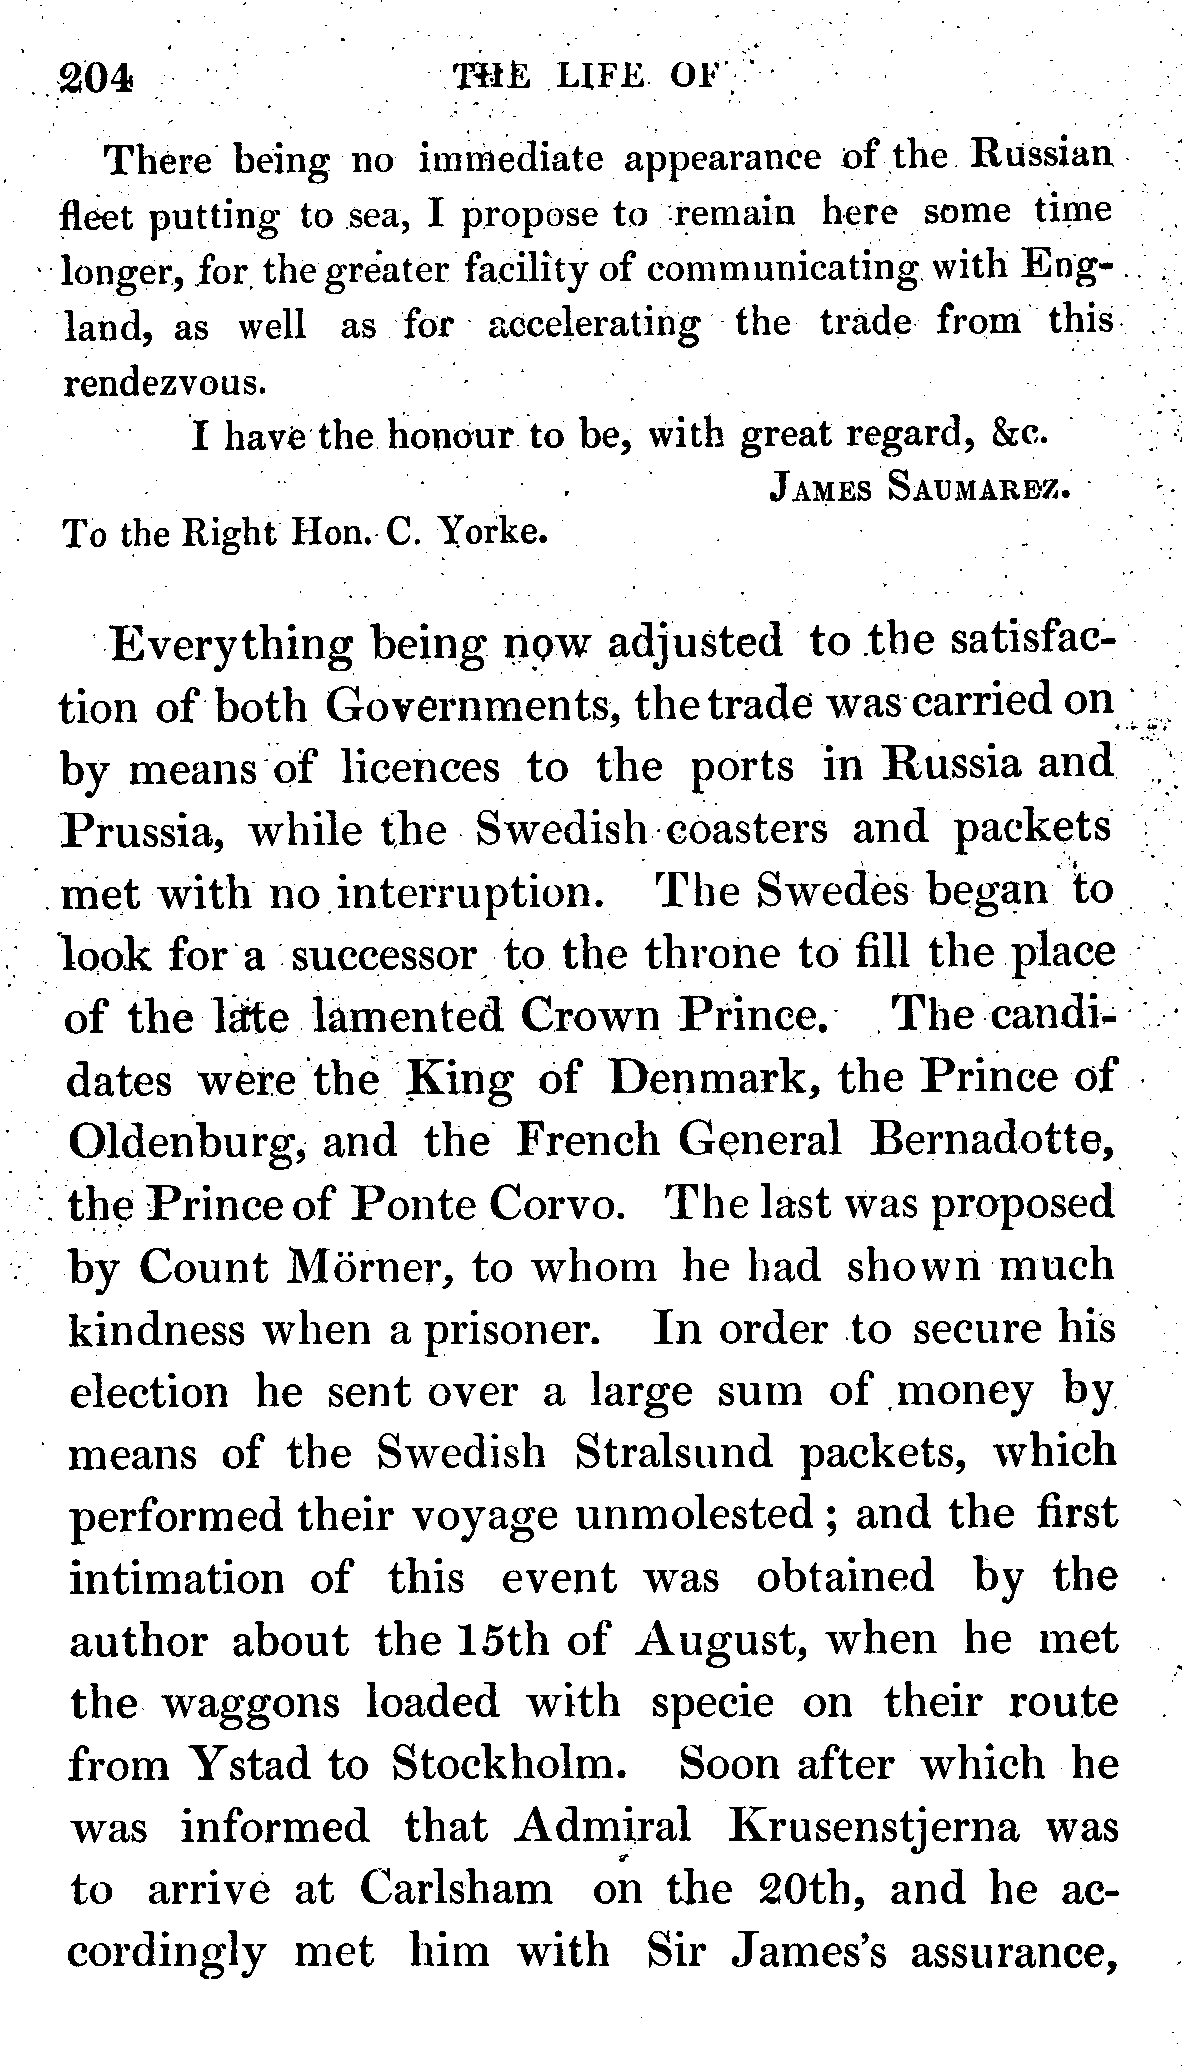 204 THE LIFE OF
There being no immediate appearance of the Russian
fleet putting to sea, I propose to remain here some time
longer, for the greater facility of communicating with Eng-
land, as well as for accelerating the trade from this
rendezvous.
I have the honour to be, with great regard, &c.
JAMES SAUMAREZ.
To the Right Hon. C. Yorke.
Everything being now adjusted to the satisfac-
tion of both Governments, the trade was carried on
by means of licences to the ports in Russia and
Prussia, while the Swedish coasters and packets
met with no interruption. The Swedes began to
look for a successor to the throne to fill the place
of the late lamented Crown Prince. The candi-
dates were the King of Denmark, the Prince of
Oldenburg, and the French General Bernadotte,
the Prince of Ponte Corvo. The last was proposed
by Count Mörner, to whom he had shown much
kindness when a prisoner. In order to secure his
election he sent over a large sum of money by
means of the Swedish Stralsund packets, which
performed their voyage unmolested; and the first
intimation of this event was obtained by the
author about the 15th of August, when he met
the waggons loaded with specie on their route
from Ystad to Stockholm. Soon after which he
was informed that Admiral Krusenstjerna was
to arrive at Carlsham on the 20th, and he ac-
cordingly met him with Sir James's assurance,